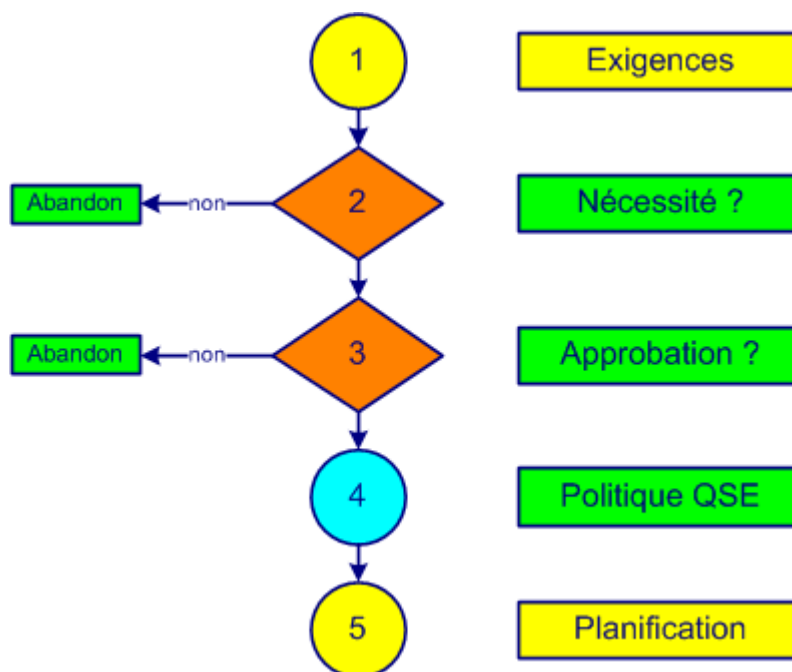 1
Exigences
Abandon
non
2
Nécessité ?
Abandon
non
3
Approbation ?
4
Politique QSE
5
Planification